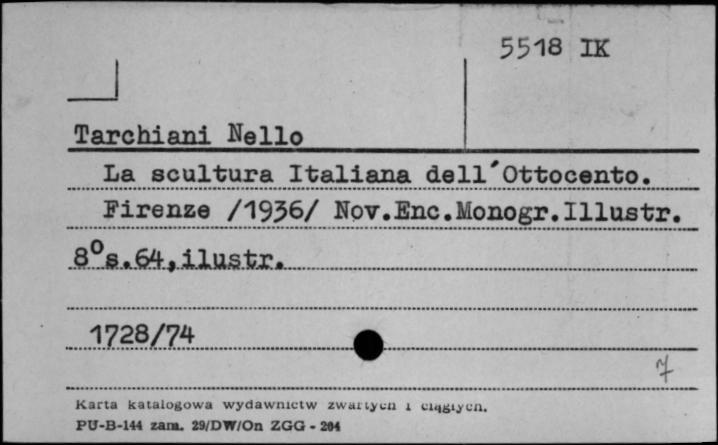 5518 IK
Tarchiani Nello
La scultura Italiana dell'Ottocento.
Firenze /1936/ Nov.Enc.Monogr.Illustr.
8°s.64,ilustr.
1728/74
7
Karta katalogowa wydawnictw zwartych i ciągłych.
PU-B-144 zam. 29/DW/On ZGG - 204